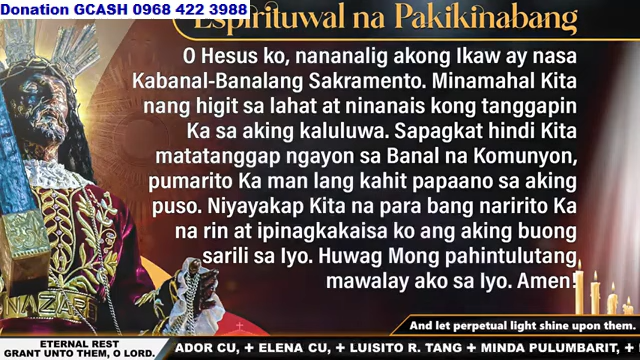 Donation GCASH 0968 422 3988
Espirituwal na Pakikinabang
O Hesus ko, nananalig akong Ikaw ay nasa
Kabanal-Banalang Sakramento. Minamahal Kita
nang higit sa lahat at ninanais kong tanggapin
Ka sa aking kaluluwa. Sapagkat hindi Kita
matatanggap ngayon sa Banal na Komunyon,
pumarito Ka man lang kahit papaano sa aking
puso. Niyayakap Kita na para bang naririto Ka
na rin at ipinagkakaisa ko ang aking buong
sarili sa Iyo. Huwag Mong pahintulutang
mawalay ako sa Iyo. Amen!
NAZAR
And let perpetual light shine upon them.
ETERNAL REST
GRANT UNTO THEM, O LORD.
ADOR CU, + ELENA CU, + LUISITO R. TANG + MINDA PULUMBARIT, +